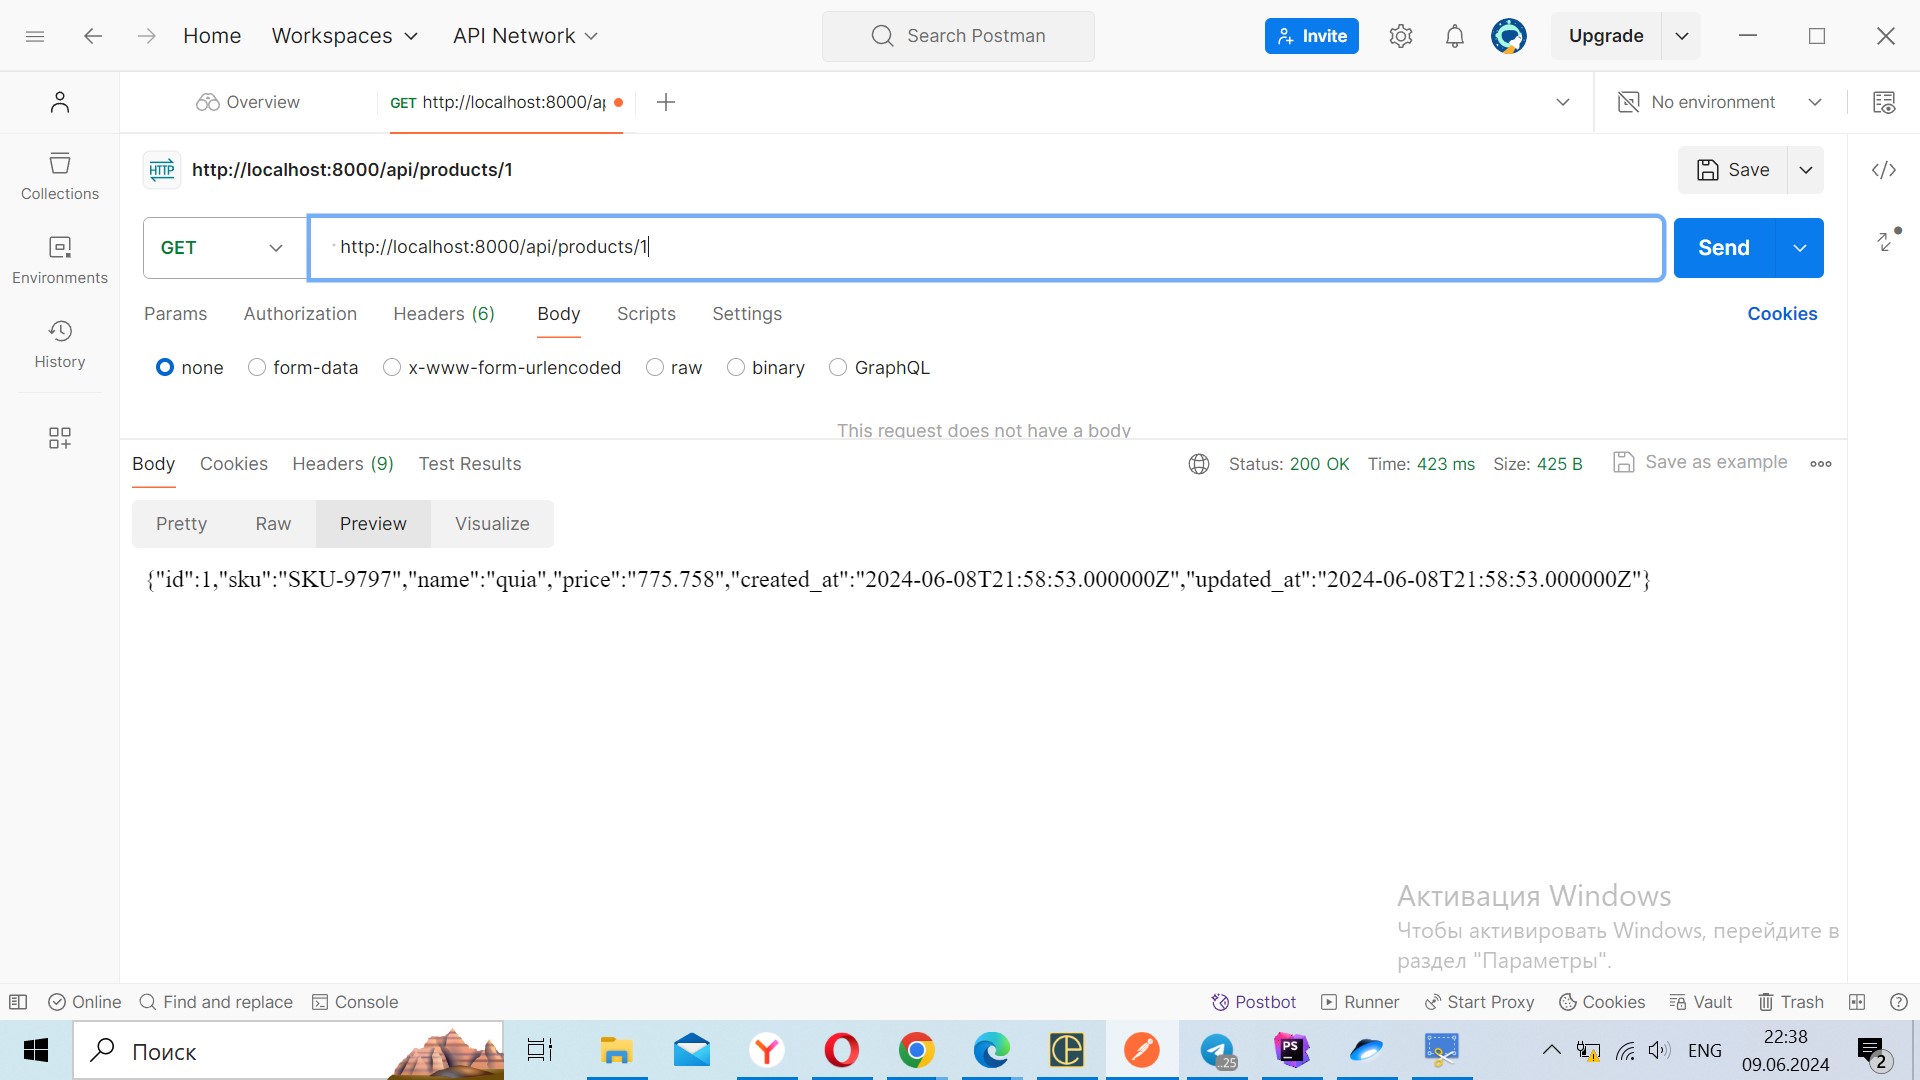 Home Workspaces API Network Search Postman Invite Upgrade
Overview GET http://localhost:8000/ap No environment
HTTP http://localhost:8000/api/products/1 Save
Collections
GET http://localhost:8000/api/products/1 Send
Environments
Params Authorization Headers (6) Body Scripts Settings Cookies
History
none form-data x-www-form-urlencoded raw binary GraphQL
This request does not have a body
Body Cookies Headers (9) Test Results Status: 200 OK Time: 423 ms Size: 425 B Save as example
Pretty Raw Preview Visualize
{"id":1,"sku":"SKU-9797","name":"quia","price":"775.758","created_at":"2024-06-08T21:58:53.000000Z","updated_at":"2024-06-08T21:58:53.000000Z"}
Активация Windows
Чтобы активировать Windows, перейдите в
раздел "Параметры".
Online Find and replace Console Postbot Runner Start Proxy Cookies Vault Trash
Поиск PS ..25 ENG 22:38
09.06.2024 2